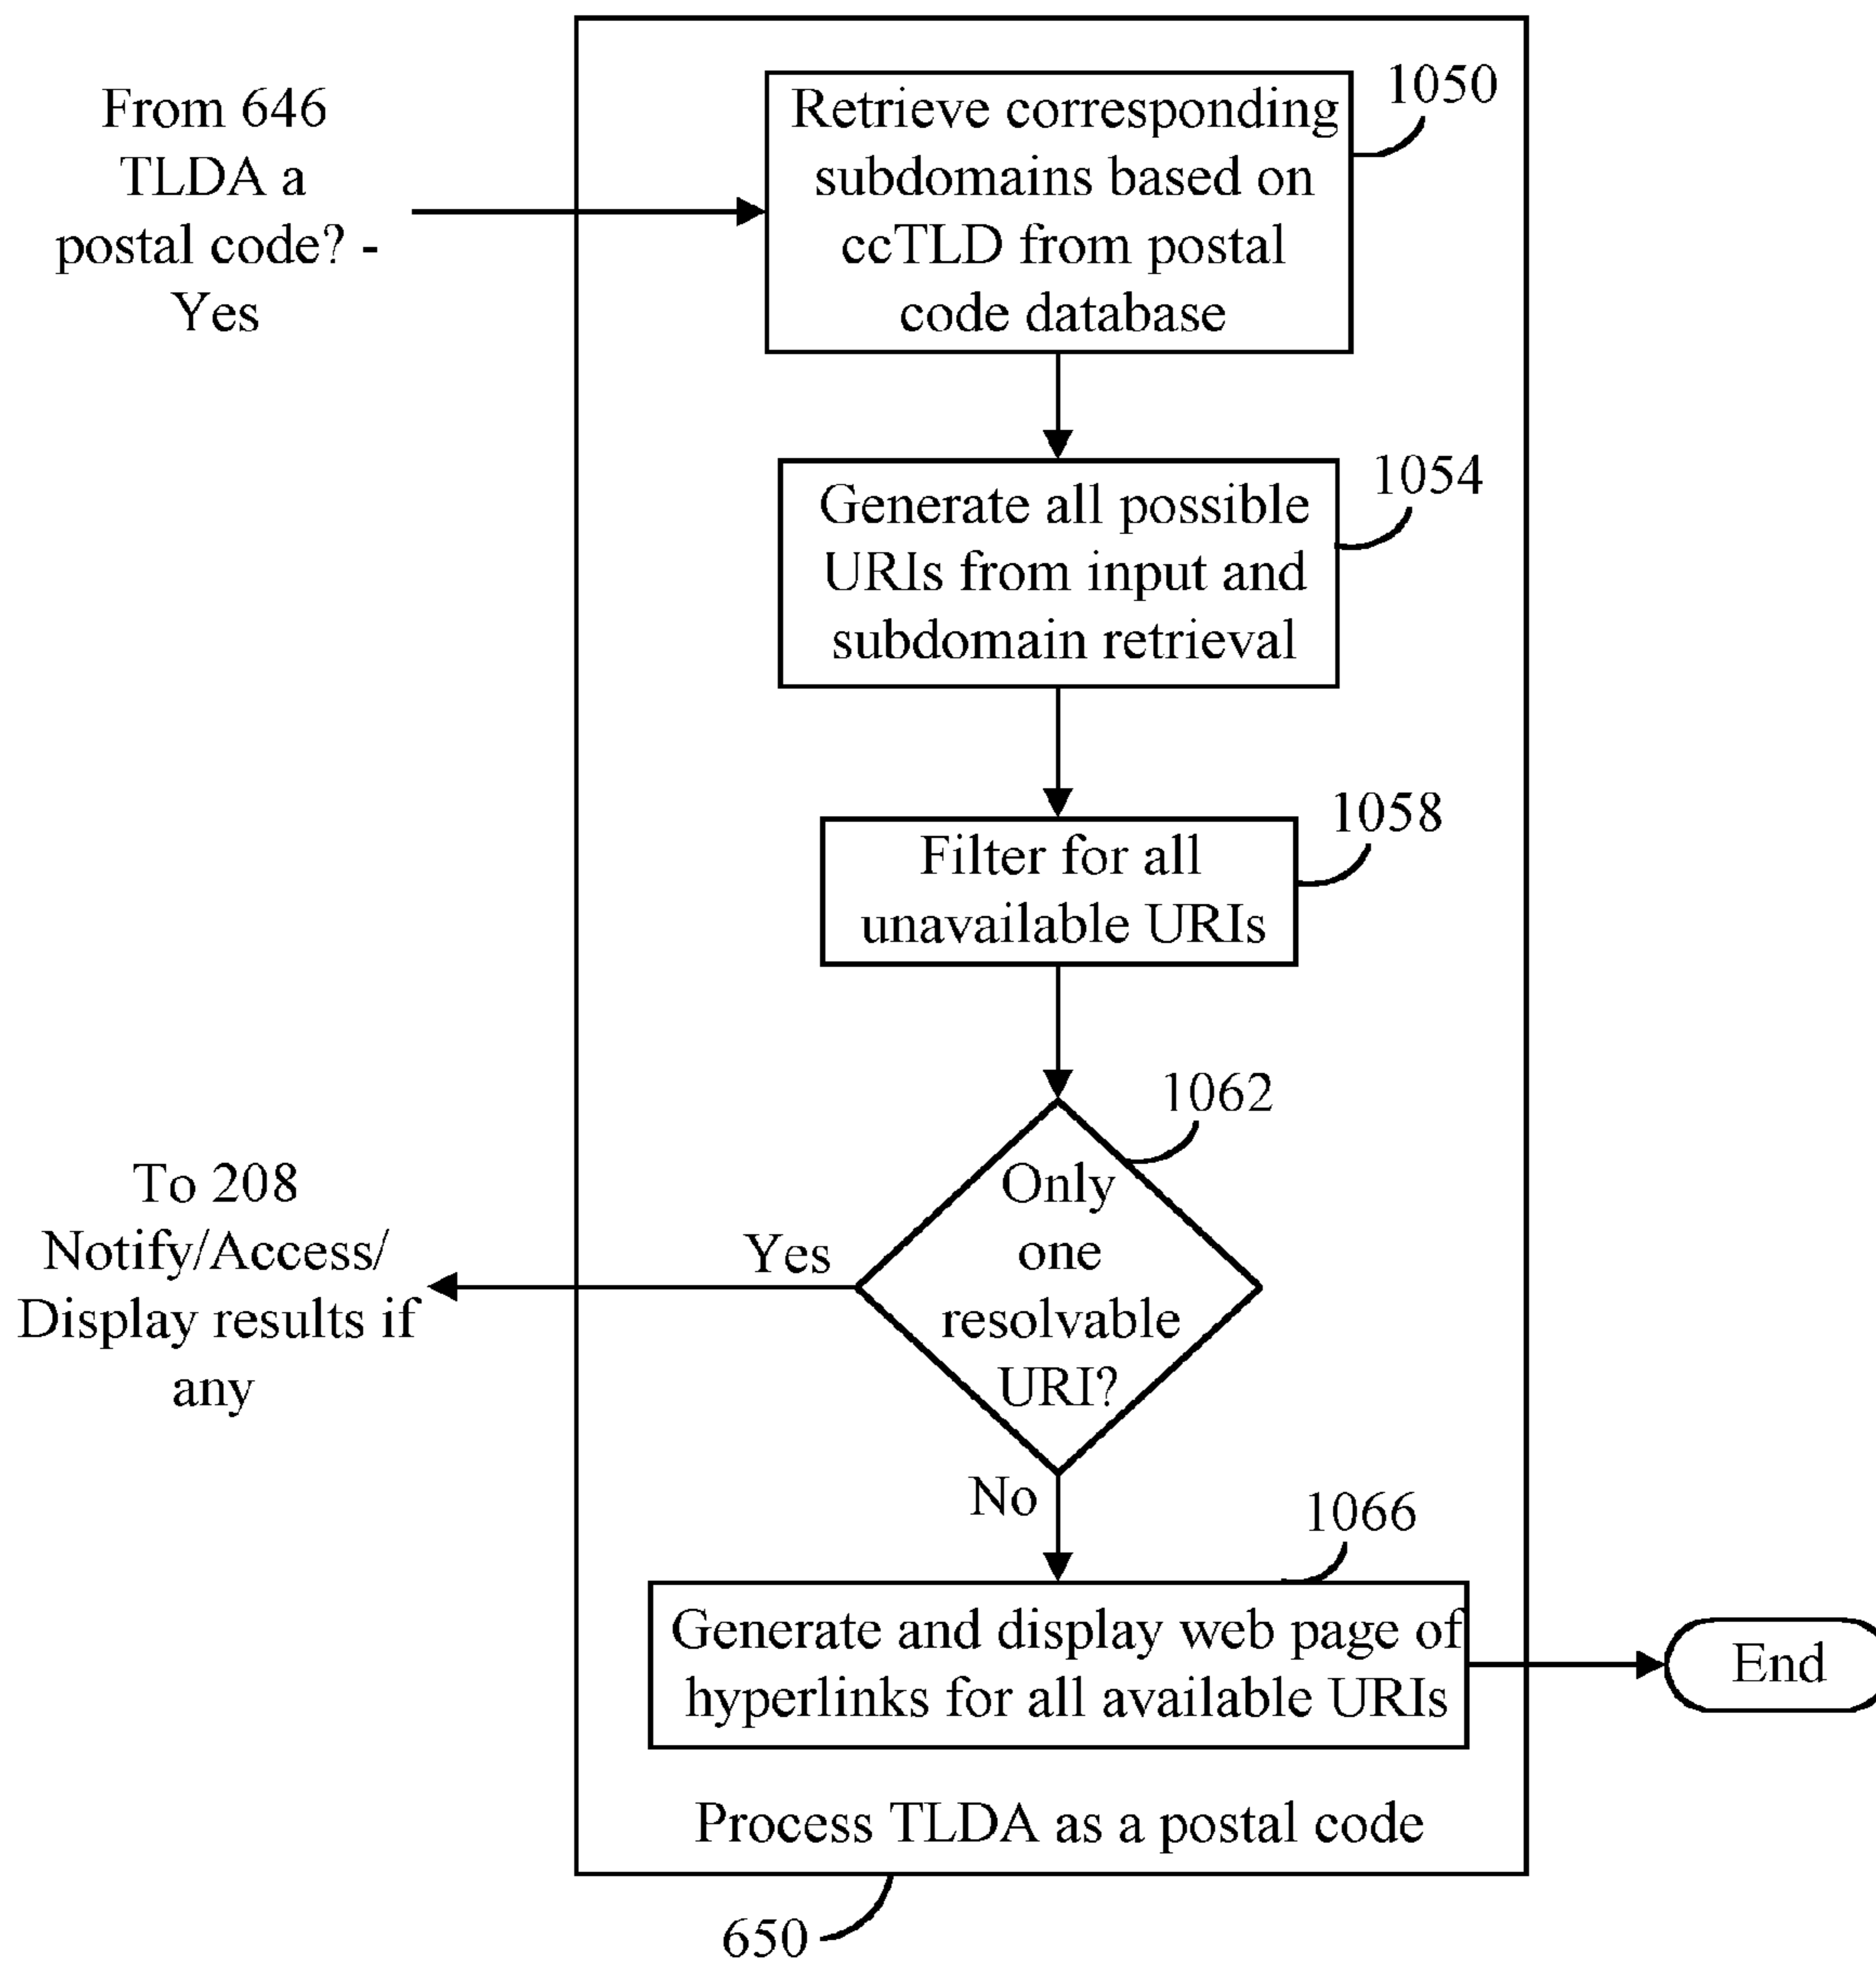 From 646
TLDA a
postal code? -
Yes
Retrieve corresponding
subdomains based on
ccTLD from postal
code database
1050
Generate all possible
URIs from input and
subdomain retrieval
1054
Filter for all
unavailable URIs
1058
Only
one
resolvable
URI?
1062
Yes
To 208
Notify/Access/
Display results if
any
No
Generate and display web page of
hyperlinks for all available URIs
1066
End
Process TLDA as a postal code
650